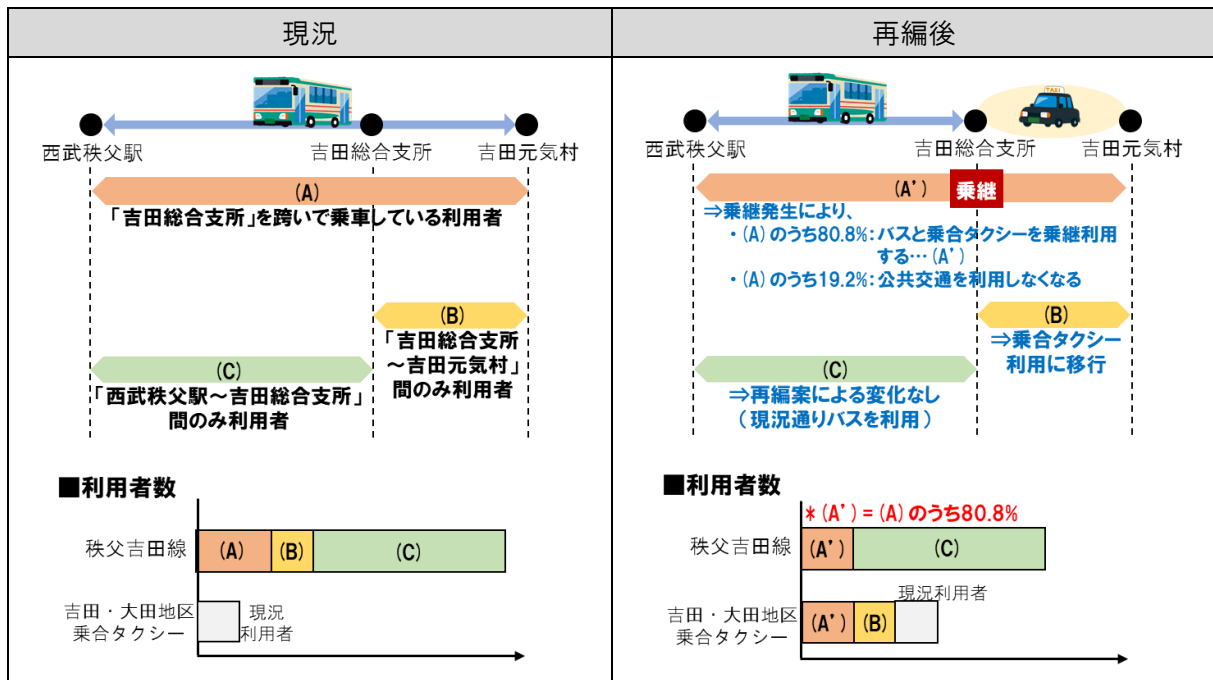 現況
西武秩父駅
吉田総合支所
吉田元気村
(A)
「吉田総合支所」を跨いで乗車している利用者
(B)
「吉田総合支所
～吉田元気村」
間のみ利用者
(C)
「西武秩父駅～吉田総合支所」
間のみ利用者
■利用者数
秩父吉田線
(A)
(B)
(C)
吉田・大田地区
乗合タクシー
現況
利用者
再編後
TAXI
西武秩父駅
吉田総合支所
吉田元気村
(A')
乗継
⇒乗継発生により、
・(A)のうち80.8%:バスと乗合タクシーを乗継利用
する…(A')
・(A)のうち19.2%:公共交通を利用しなくなる
(B)
⇒乗合タクシー
利用に移行
(C)
⇒再編案による変化なし
(現況通りバスを利用)
■利用者数
*(A')=(A)のうち80.8%
秩父吉田線
(A')
(C)
現況利用者
吉田・大田地区
乗合タクシー
(A')
(B)